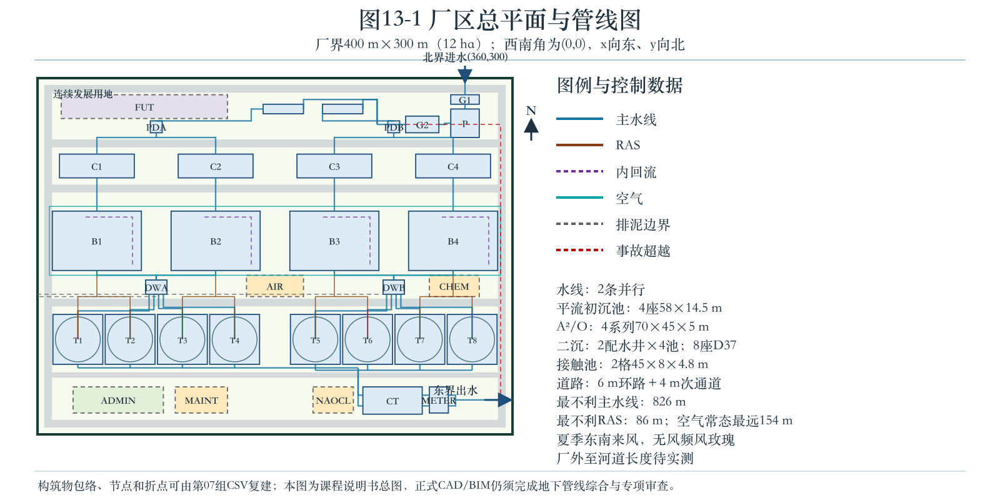 图13-1 厂区总平面与管线图
厂界400 m×300 m（12 ha）；西南角为(0,0)，x向东、y向北
北界进水(360,300)
连续发展用地
FUT
G1
PDA
PDB
G2
P
N
C1
C2
C3
C4
B1
B2
B3
B4
DWA
AIR
DWB
CHEM
T1
T2
T3
T4
T5
T6
T7
T8
东界出水
ADMIN
MAINT
NAOCL
CT
METER
图例与控制数据
主水线
RAS
内回流
空气
排泥边界
事故超越
水线：2条并行
平流初沉池：4座58×14.5 m
A²/O：4系列70×45×5 m
二沉：2配水井×4池；8座D37
接触池：2格45×8×4.8 m
道路：6 m环路＋4 m次通道
最不利主水线：826 m
最不利RAS：86 m；空气常态最远154 m
夏季东南来风，无风频风玫瑰
厂外至河道长度待实测
构筑物包络、节点和折点可由第07组CSV复建；本图为课程说明书总图，正式CAD/BIM仍须完成地下管线综合与专项审查。